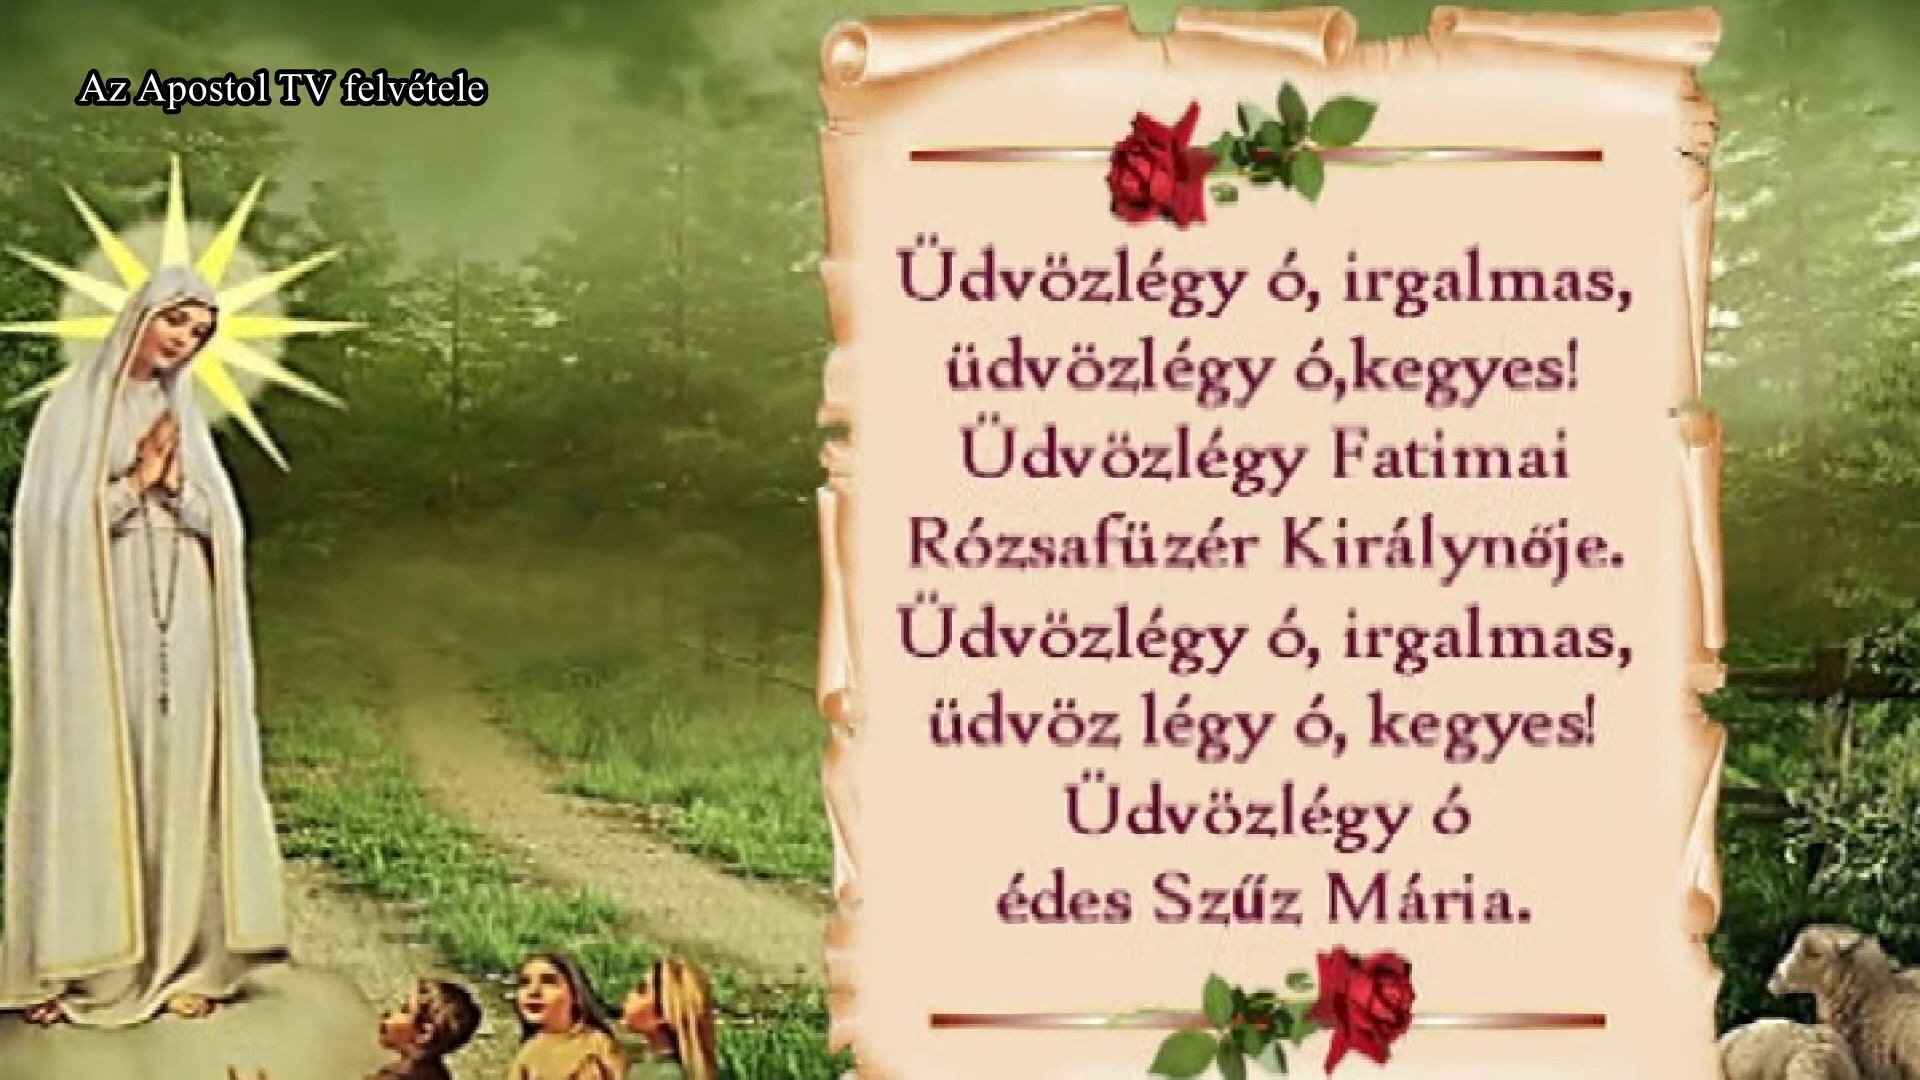 Az Apostol TV felvétele
Üdvözlégy ó, irgalmas,
üdvözlégy ó,kegyes!
Üdvözlégy Fatimai
Rózsafüzér Királynője.
Üdvözlégy ó, irgalmas,
üdvöz légy ó, kegyes!
Üdvözlégy ó
édes Szűz Mária.